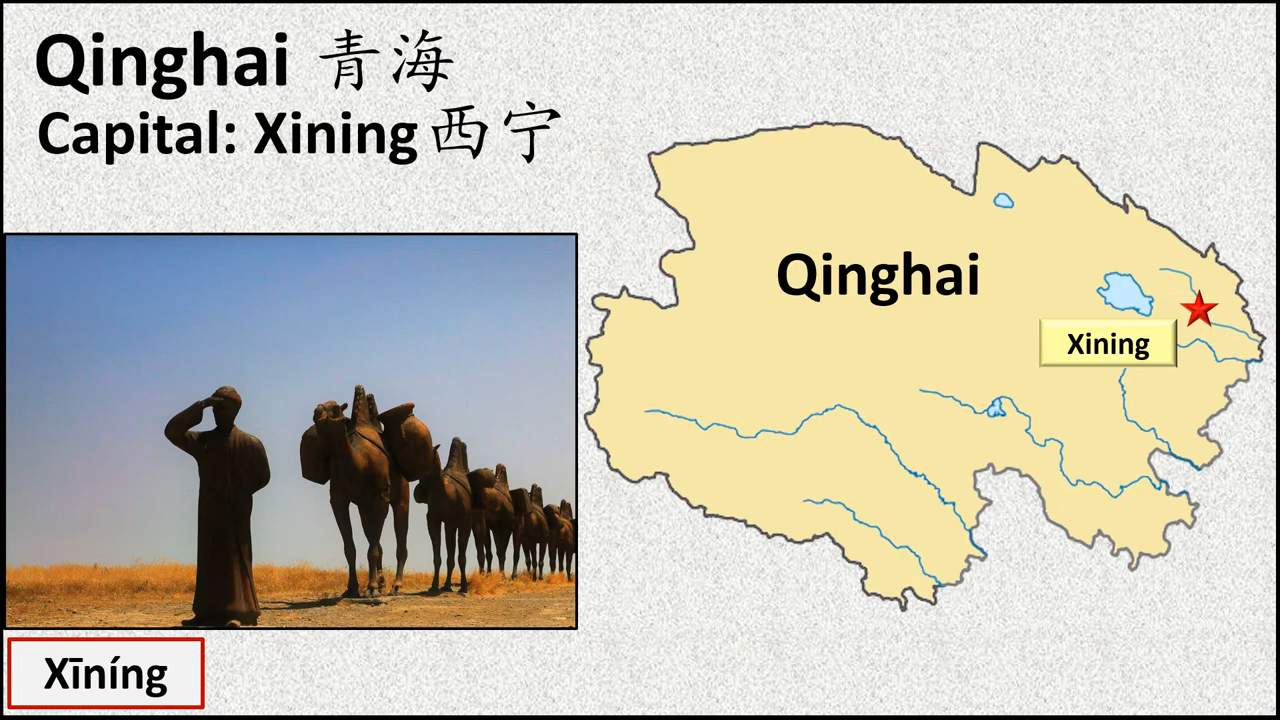 Qinghai 青海
Capital: Xining 西宁
Qinghai
Xining
Xīníng